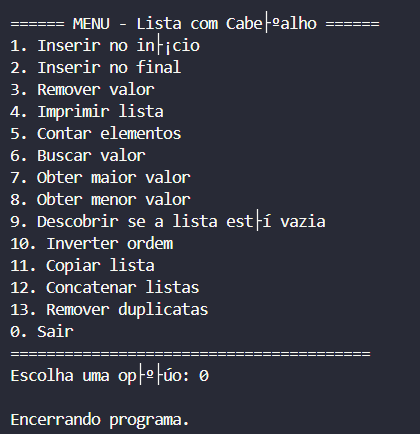 ====== MENU - Lista com Cabe├ºalho ======
1. Inserir no in├¡cio
2. Inserir no final
3. Remover valor
4. Imprimir lista
5. Contar elementos
6. Buscar valor
7. Obter maior valor
8. Obter menor valor
9. Descobrir se a lista est├í vazia
10. Inverter ordem
11. Copiar lista
12. Concatenar listas
13. Remover duplicatas
0. Sair
========================================
Escolha uma op├º├úo: 0
Encerrando programa.